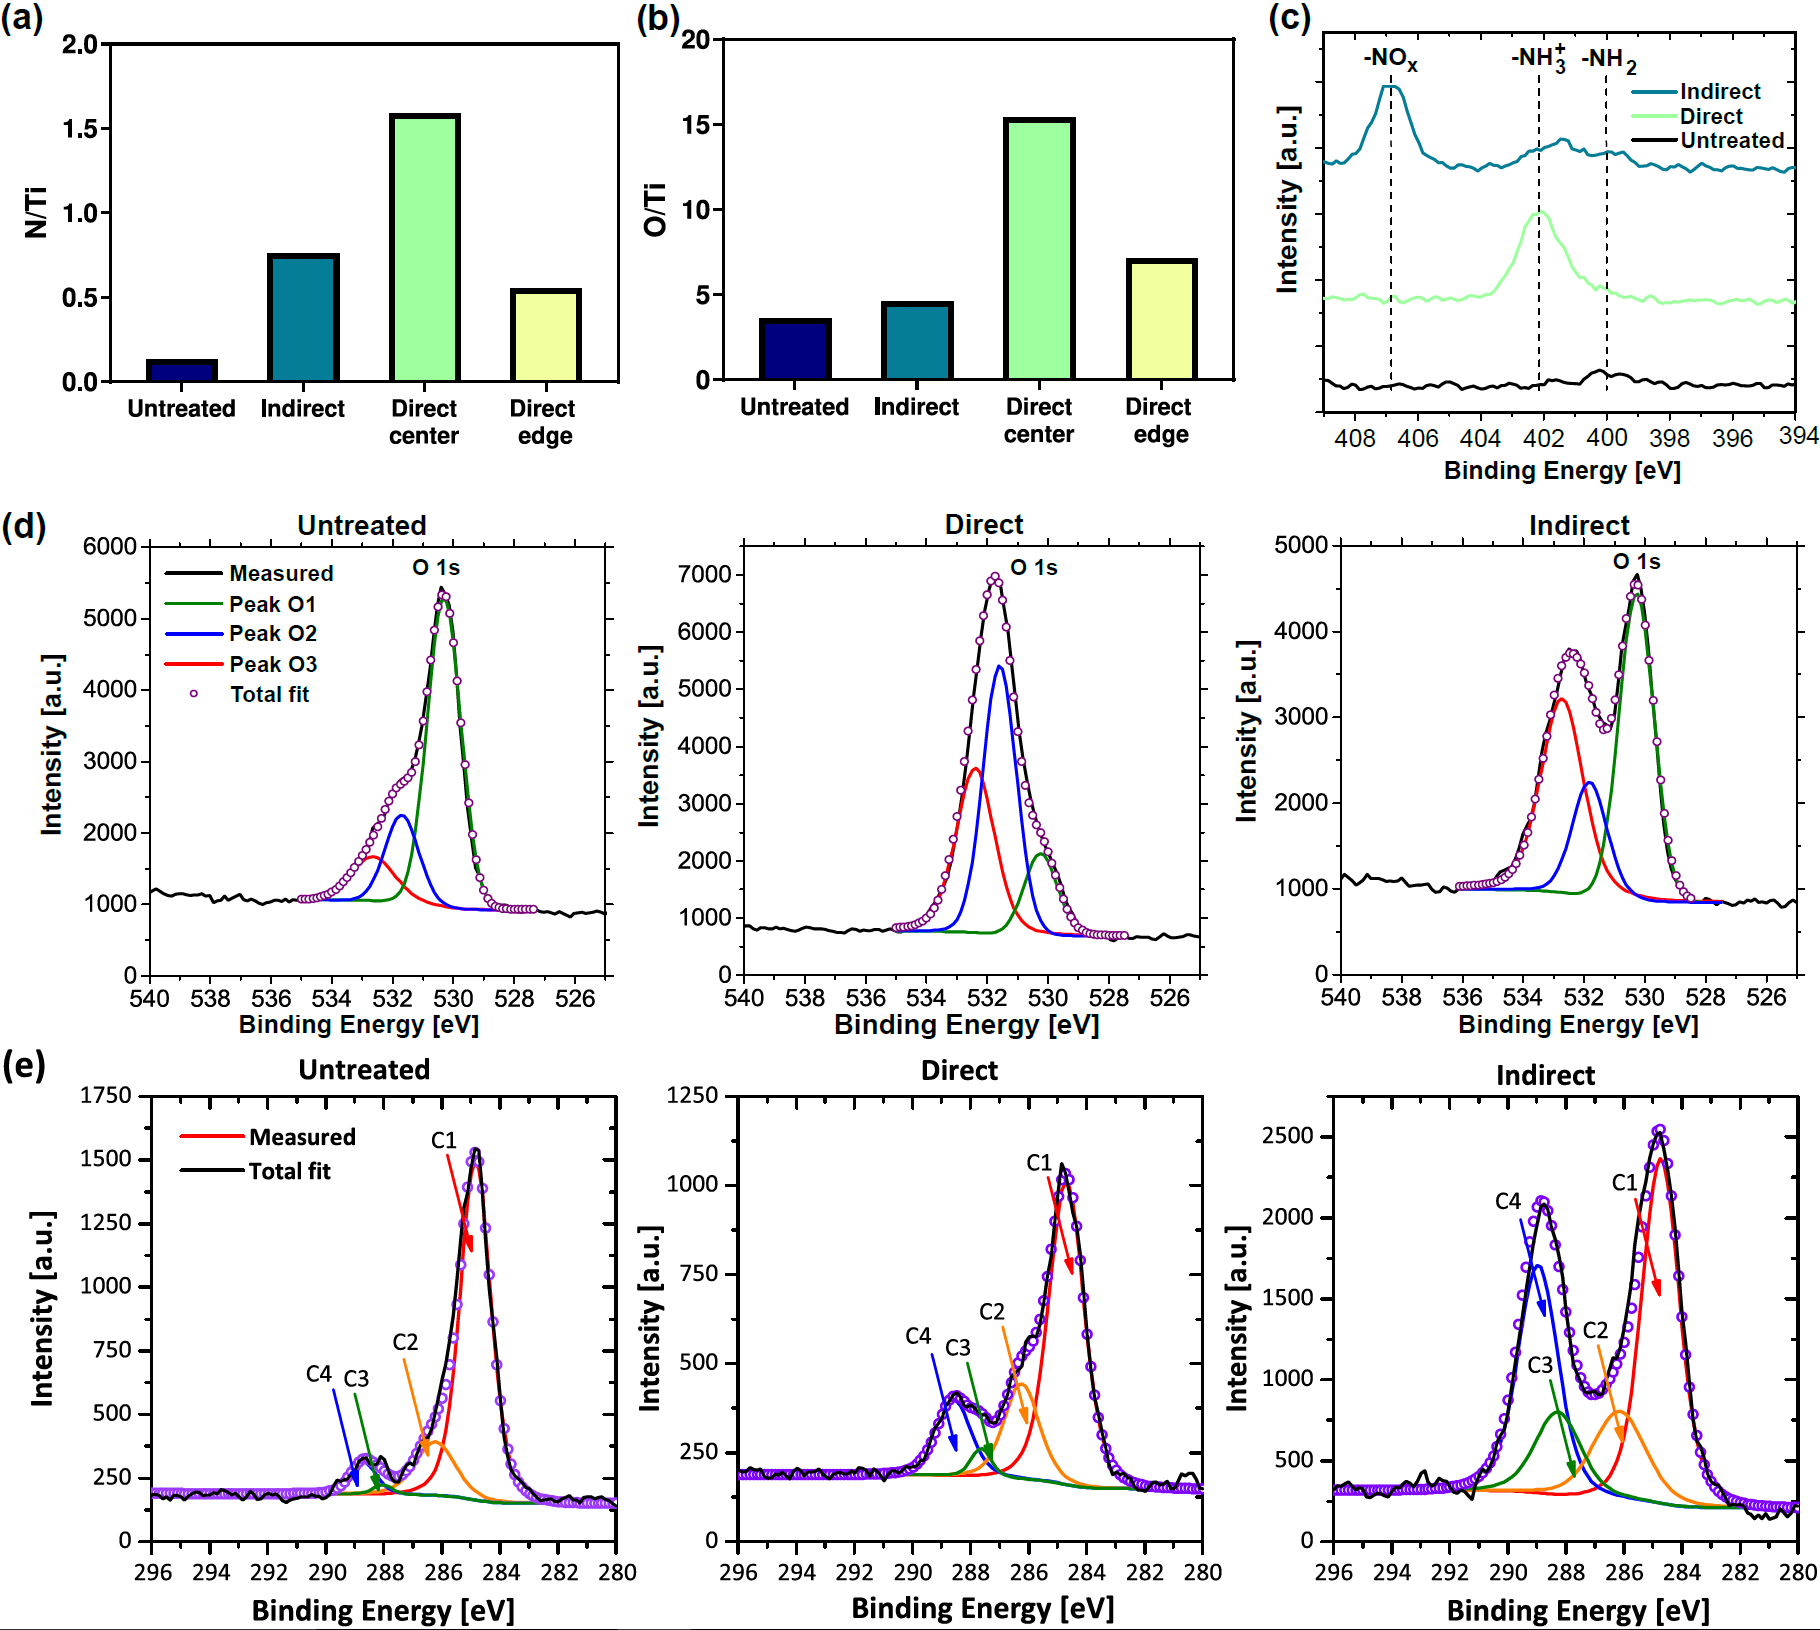 (a)
2.0
1.5
1.0
0.5
0.0
N/Ti
Untreated Indirect Direct center Direct edge
(b)
20
15
10
5
0
O/Ti
Untreated Indirect Direct center Direct edge
(c)
-NOx -NH3+ -NH2
Indirect
Direct
Untreated
Intensity [a.u.]
408 406 404 402 400 398 396 394
Binding Energy [eV]
(d)
Untreated
6000
5000
4000
3000
2000
1000
0
Intensity [a.u.]
Measured
Peak O1
Peak O2
Peak O3
Total fit
O 1s
540 538 536 534 532 530 528 526
Binding Energy [eV]
Direct
7000
6000
5000
4000
3000
2000
1000
0
Intensity [a.u.]
O 1s
540 538 536 534 532 530 528 526
Binding Energy [eV]
Indirect
5000
4000
3000
2000
1000
0
Intensity [a.u.]
O 1s
540 538 536 534 532 530 528 526
Binding Energy [eV]
(e)
Untreated
1750
1500
1250
1000
750
500
250
0
Intensity [a.u.]
Measured
Total fit
C1
C2
C4 C3
296 294 292 290 288 286 284 282 280
Binding Energy [eV]
Direct
1250
1000
750
500
250
0
Intensity [a.u.]
C1
C2
C4 C3
296 294 292 290 288 286 284 282 280
Binding Energy [eV]
Indirect
2500
2000
1500
1000
500
0
Intensity [a.u.]
C1
C4
C2
C3
296 294 292 290 288 286 284 282 280
Binding Energy [eV]